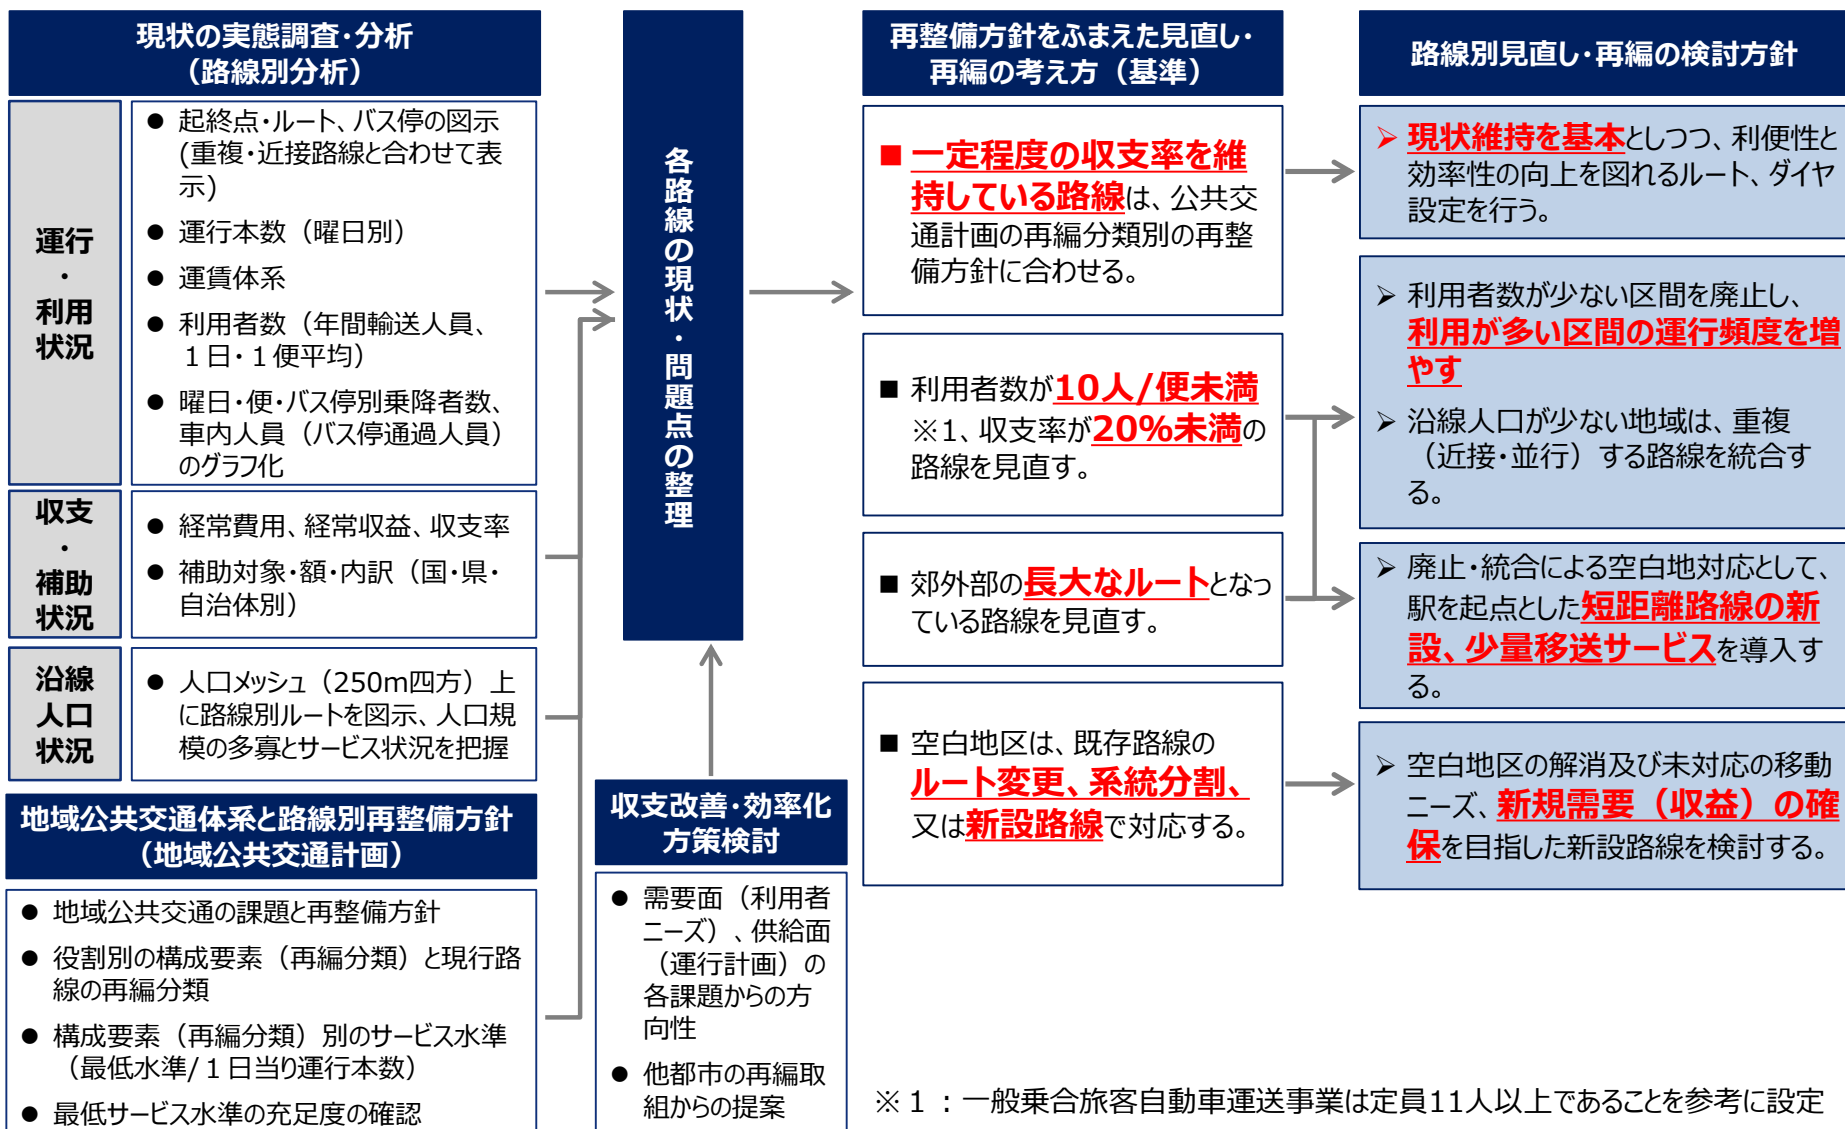 現状の実態調査・分析
（路線別分析）
運行
・
利用
状況
● 起終点・ルート、バス停の図示
(重複・近接路線と合わせて表
示)
● 運行本数（曜日別）
● 運賃体系
● 利用者数（年間輸送人員、
１日・１便平均）
● 曜日・便・バス停別乗降者数、
車内人員（バス停通過人員）
のグラフ化
収支
・
補助
状況
● 経常費用、経常収益、収支率
● 補助対象・額・内訳（国・県・
自治体別）
沿線
人口
状況
● 人口メッシュ（250m四方）上
に路線別ルートを図示、人口規
模の多寡とサービス状況を把握
地域公共交通体系と路線別再整備方針
（地域公共交通計画）
● 地域公共交通の課題と再整備方針
● 役割別の構成要素（再編分類）と現行路
線の再編分類
● 構成要素（再編分類）別のサービス水準
（最低水準/１日当り運行本数）
● 最低サービス水準の充足度の確認
各路線の現状・問題点の整理
収支改善・効率化
方策検討
● 需要面（利用者
ニーズ）、供給面
（運行計画）の
各課題からの方
向性
● 他都市の再編取
組からの提案
再整備方針をふまえた見直し・
再編の考え方（基準）
■ 一定程度の収支率を維
持している路線は、公共交
通計画の再編分類別の再整
備方針に合わせる。
■ 利用者数が10人/便未満
※1、収支率が20%未満の
路線を見直す。
■ 郊外部の長大なルートとなっ
ている路線を見直す。
■ 空白地区は、既存路線の
ルート変更、系統分割、
又は新設路線で対応する。
路線別見直し・再編の検討方針
➢ 現状維持を基本としつつ、利便性と
効率性の向上を図れるルート、ダイヤ
設定を行う。
➢ 利用者数が少ない区間を廃止し、
利用が多い区間の運行頻度を増
やす
➢ 沿線人口が少ない地域は、重複
（近接・並行）する路線を統合す
る。
➢ 廃止・統合による空白地対応として、
駅を起点とした短距離路線の新
設、少量移送サービスを導入す
る。
➢ 空白地区の解消及び未対応の移動
ニーズ、新規需要（収益）の確
保を目指した新設路線を検討する。
※１：一般乗合旅客自動車運送事業は定員11人以上であることを参考に設定